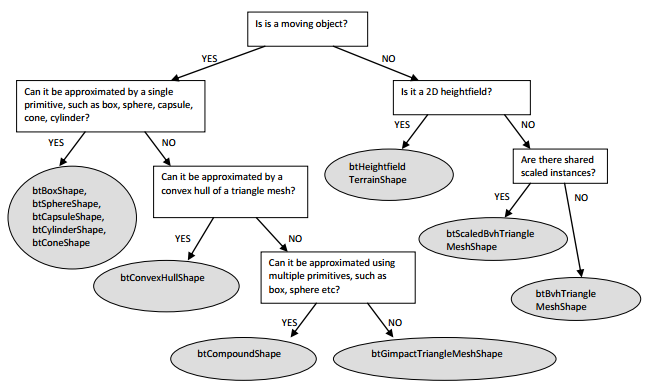 Is is a moving object?
YES
NO
Can it be approximated by a single
primitive, such as box, sphere, capsule,
cone, cylinder?
Is it a 2D heightfield?
YES
NO
YES
NO
btBoxShape,
btSphereShape,
btCapsuleShape,
btCylinderShape,
btConeShape
Can it be approximated by a
convex hull of a triangle mesh?
btHeightfield
TerrainShape
Are there shared
scaled instances?
YES
NO
YES
NO
btConvexHullShape
Can it be approximated using
multiple primitives, such as
box, sphere etc?
btScaledBvhTriangle
MeshShape
btBvhTriangle
MeshShape
YES
NO
btCompoundShape
btGimpactTriangleMeshShape